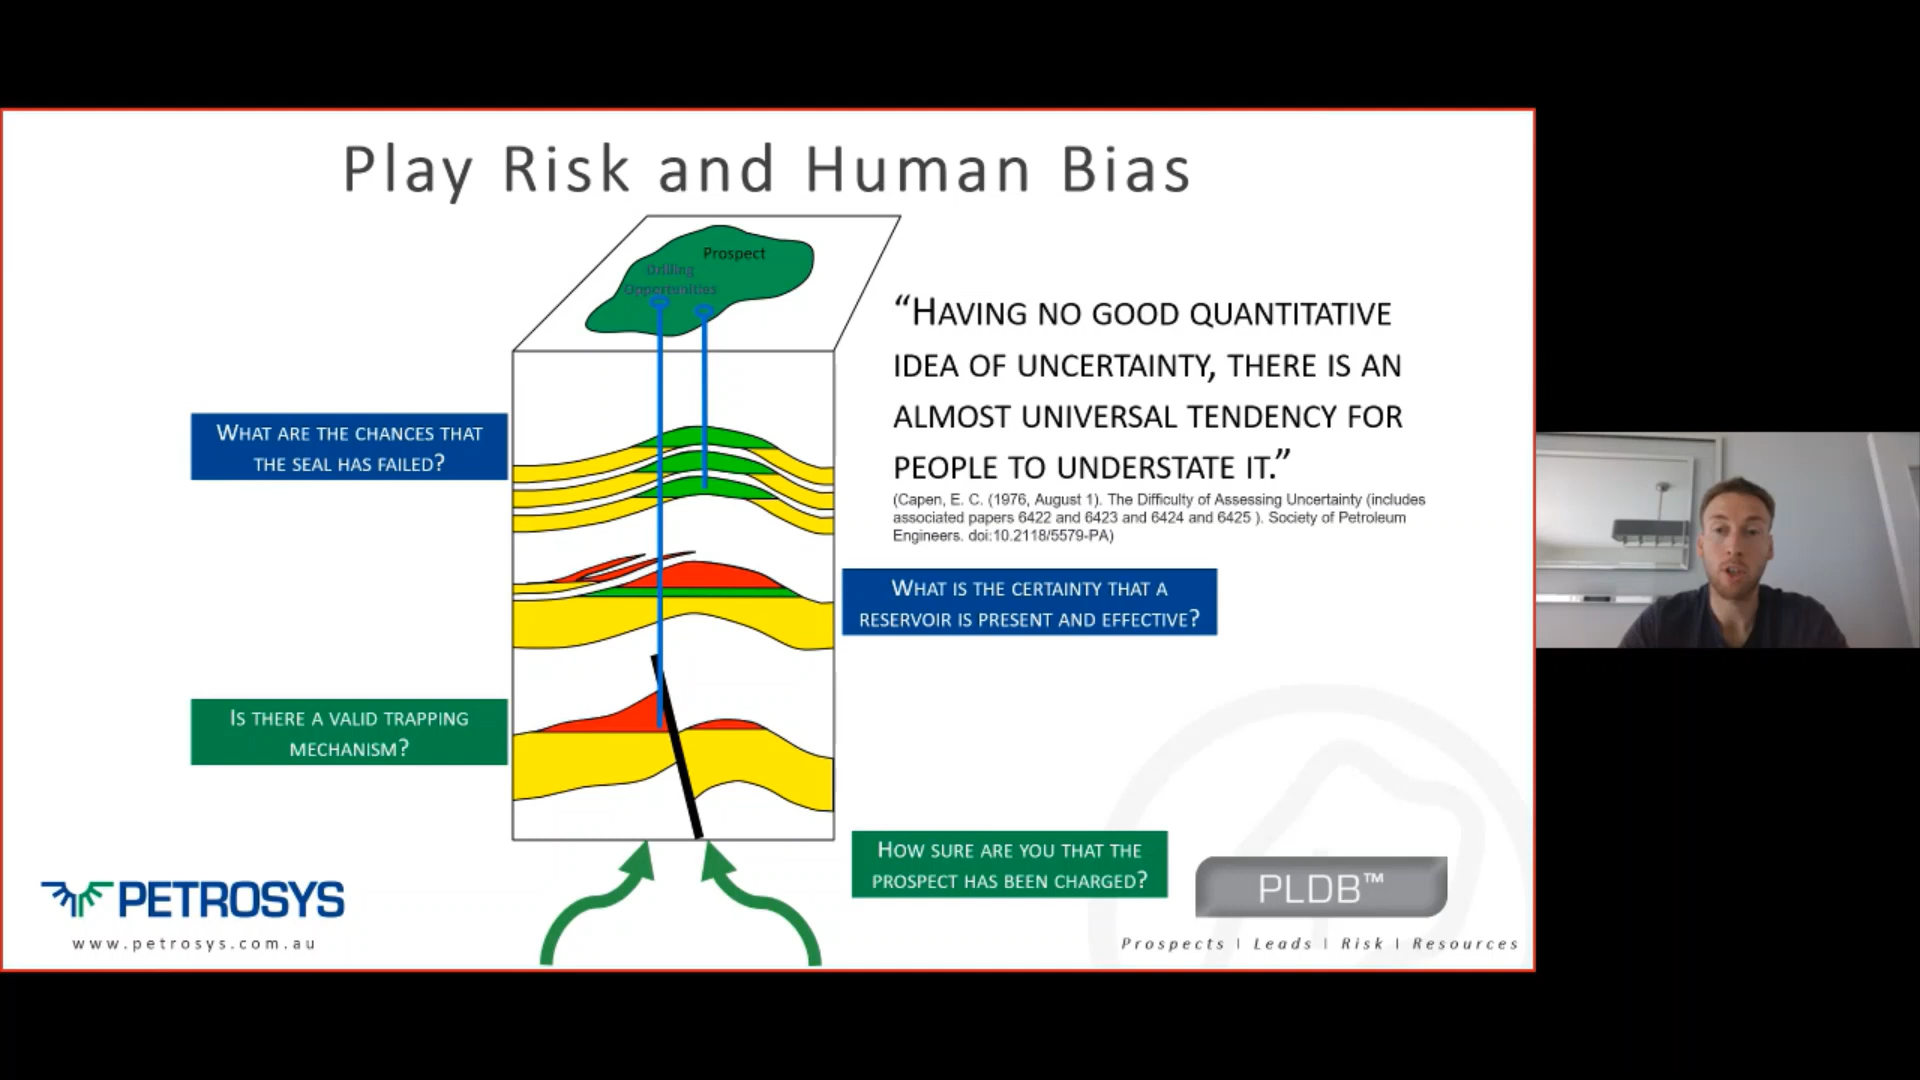 Play Risk and Human Bias
Prospect
Drilling
Opportunities
“HAVING NO GOOD QUANTITATIVE
IDEA OF UNCERTAINTY, THERE IS AN
ALMOST UNIVERSAL TENDENCY FOR
PEOPLE TO UNDERSTATE IT.”
(Capen, E. C. (1976, August 1). The Difficulty of Assessing Uncertainty (includes
associated papers 6422 and 6423 and 6424 and 6425 ). Society of Petroleum
Engineers. doi:10.2118/5579-PA)
WHAT ARE THE CHANCES THAT
THE SEAL HAS FAILED?
WHAT IS THE CERTAINTY THAT A
RESERVOIR IS PRESENT AND EFFECTIVE?
IS THERE A VALID TRAPPING
MECHANISM?
HOW SURE ARE YOU THAT THE
PROSPECT HAS BEEN CHARGED?
PETROSYS
www.petrosys.com.au
PLDB™
Prospects | Leads | Risk | Resources